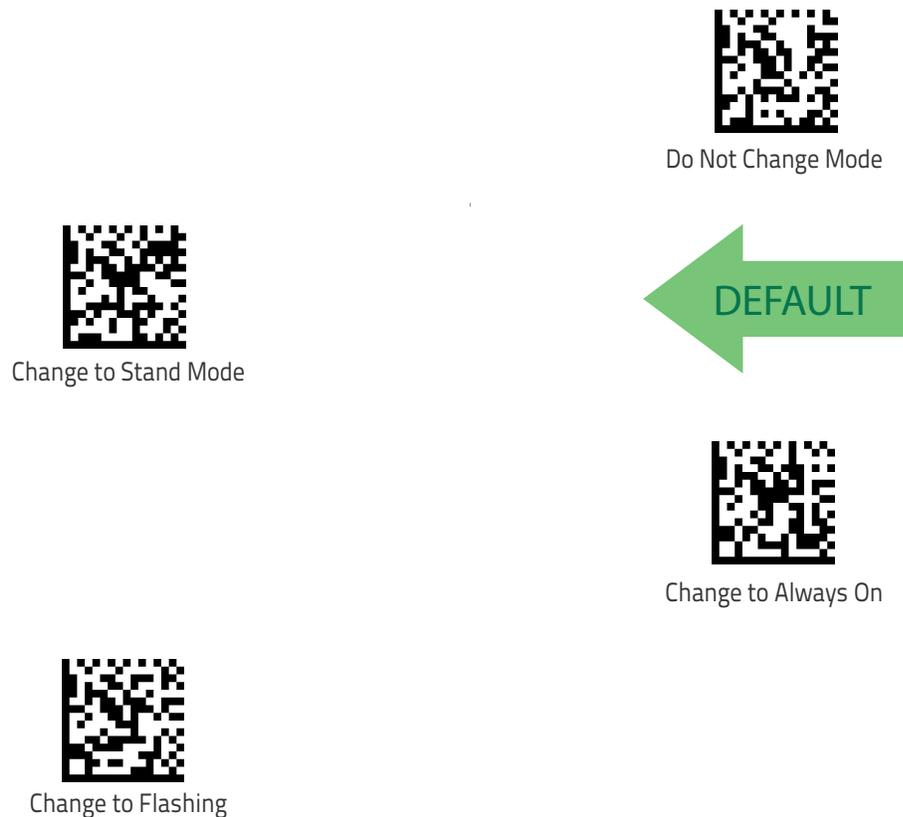 Do Not Change Mode
DEFAULT
Change to Stand Mode
Change to Always On
Change to Flashing